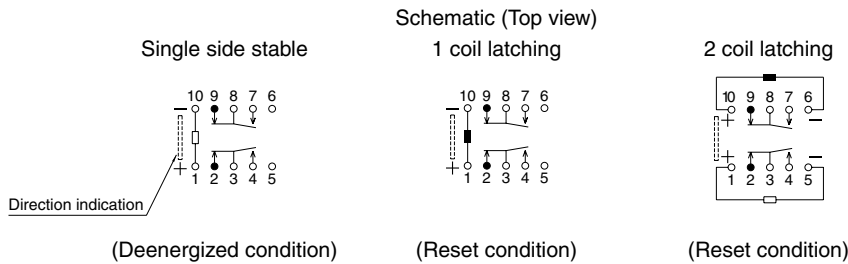 Schematic (Top view)
Single side stable
1 coil latching
2 coil latching
10 9 8 7 6
−
+
1 2 3 4 5
Direction indication
10 9 8 7 6
−
+
1 2 3 4 5
10 9 8 7 6
+ −
+ −
1 2 3 4 5
(Deenergized condition)
(Reset condition)
(Reset condition)